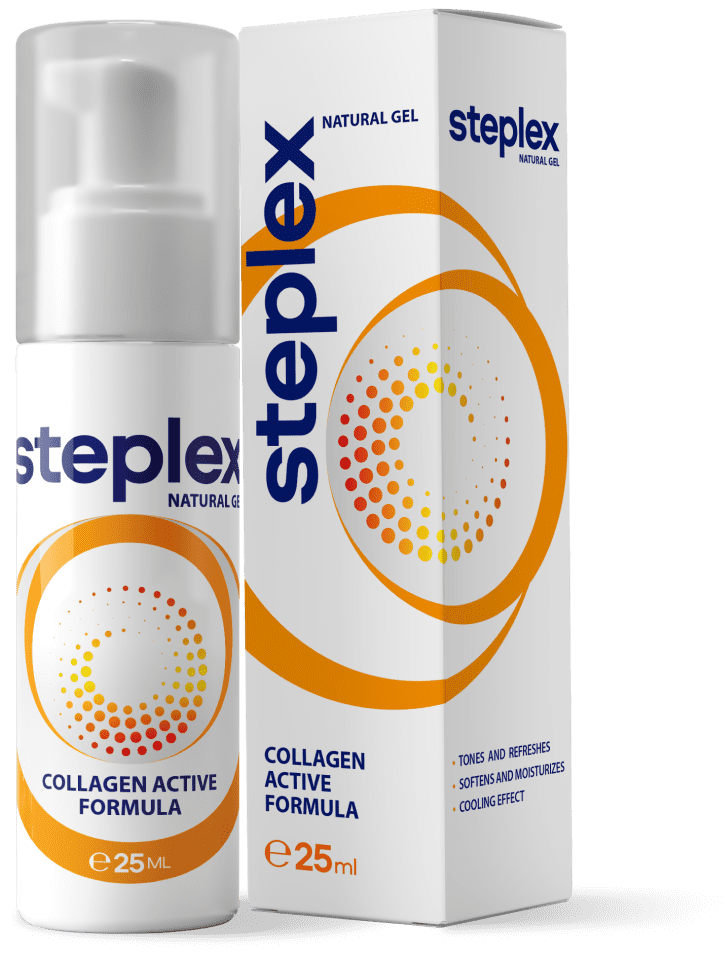 steplex
NATURAL GE
COLLAGEN ACTIVE
FORMULA
℮25ML
steplex
NATURAL GEL
COLLAGEN
ACTIVE
FORMULA
℮25ml
steplex
NATURAL GEL
• TONES AND REFRESHES
• SOFTENS AND MOISTURIZES
• COOLING EFFECT